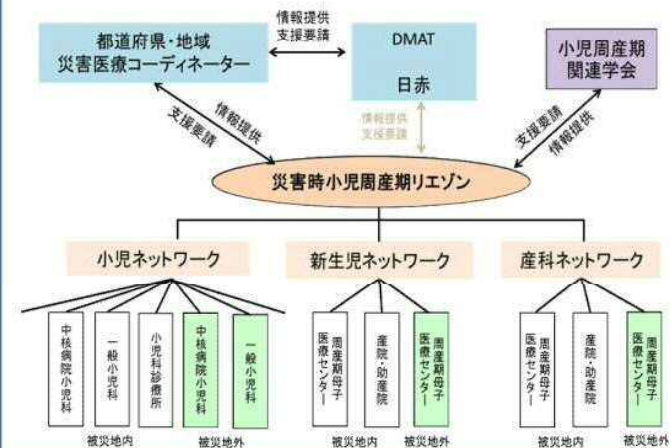 都道府県・地域
災害医療コーディネーター
情報提供
支援要請
DMAT
日赤
小児周産期
関連学会
情報提供
支援要請
情報提供
支援要請
支援要請
情報提供
災害時小児周産期リエゾン
小児ネットワーク
新生児ネットワーク
産科ネットワーク
中核病院小児科
一般小児科
小児科診療所
中核病院小児科
一般小児科
周産期母子
医療センター
産院・助産院
周産期母子
医療センター
周産期母子
医療センター
産院・助産院
周産期母子
医療センター
被災地内
被災地外
被災地内
被災地外
被災地内
被災地外